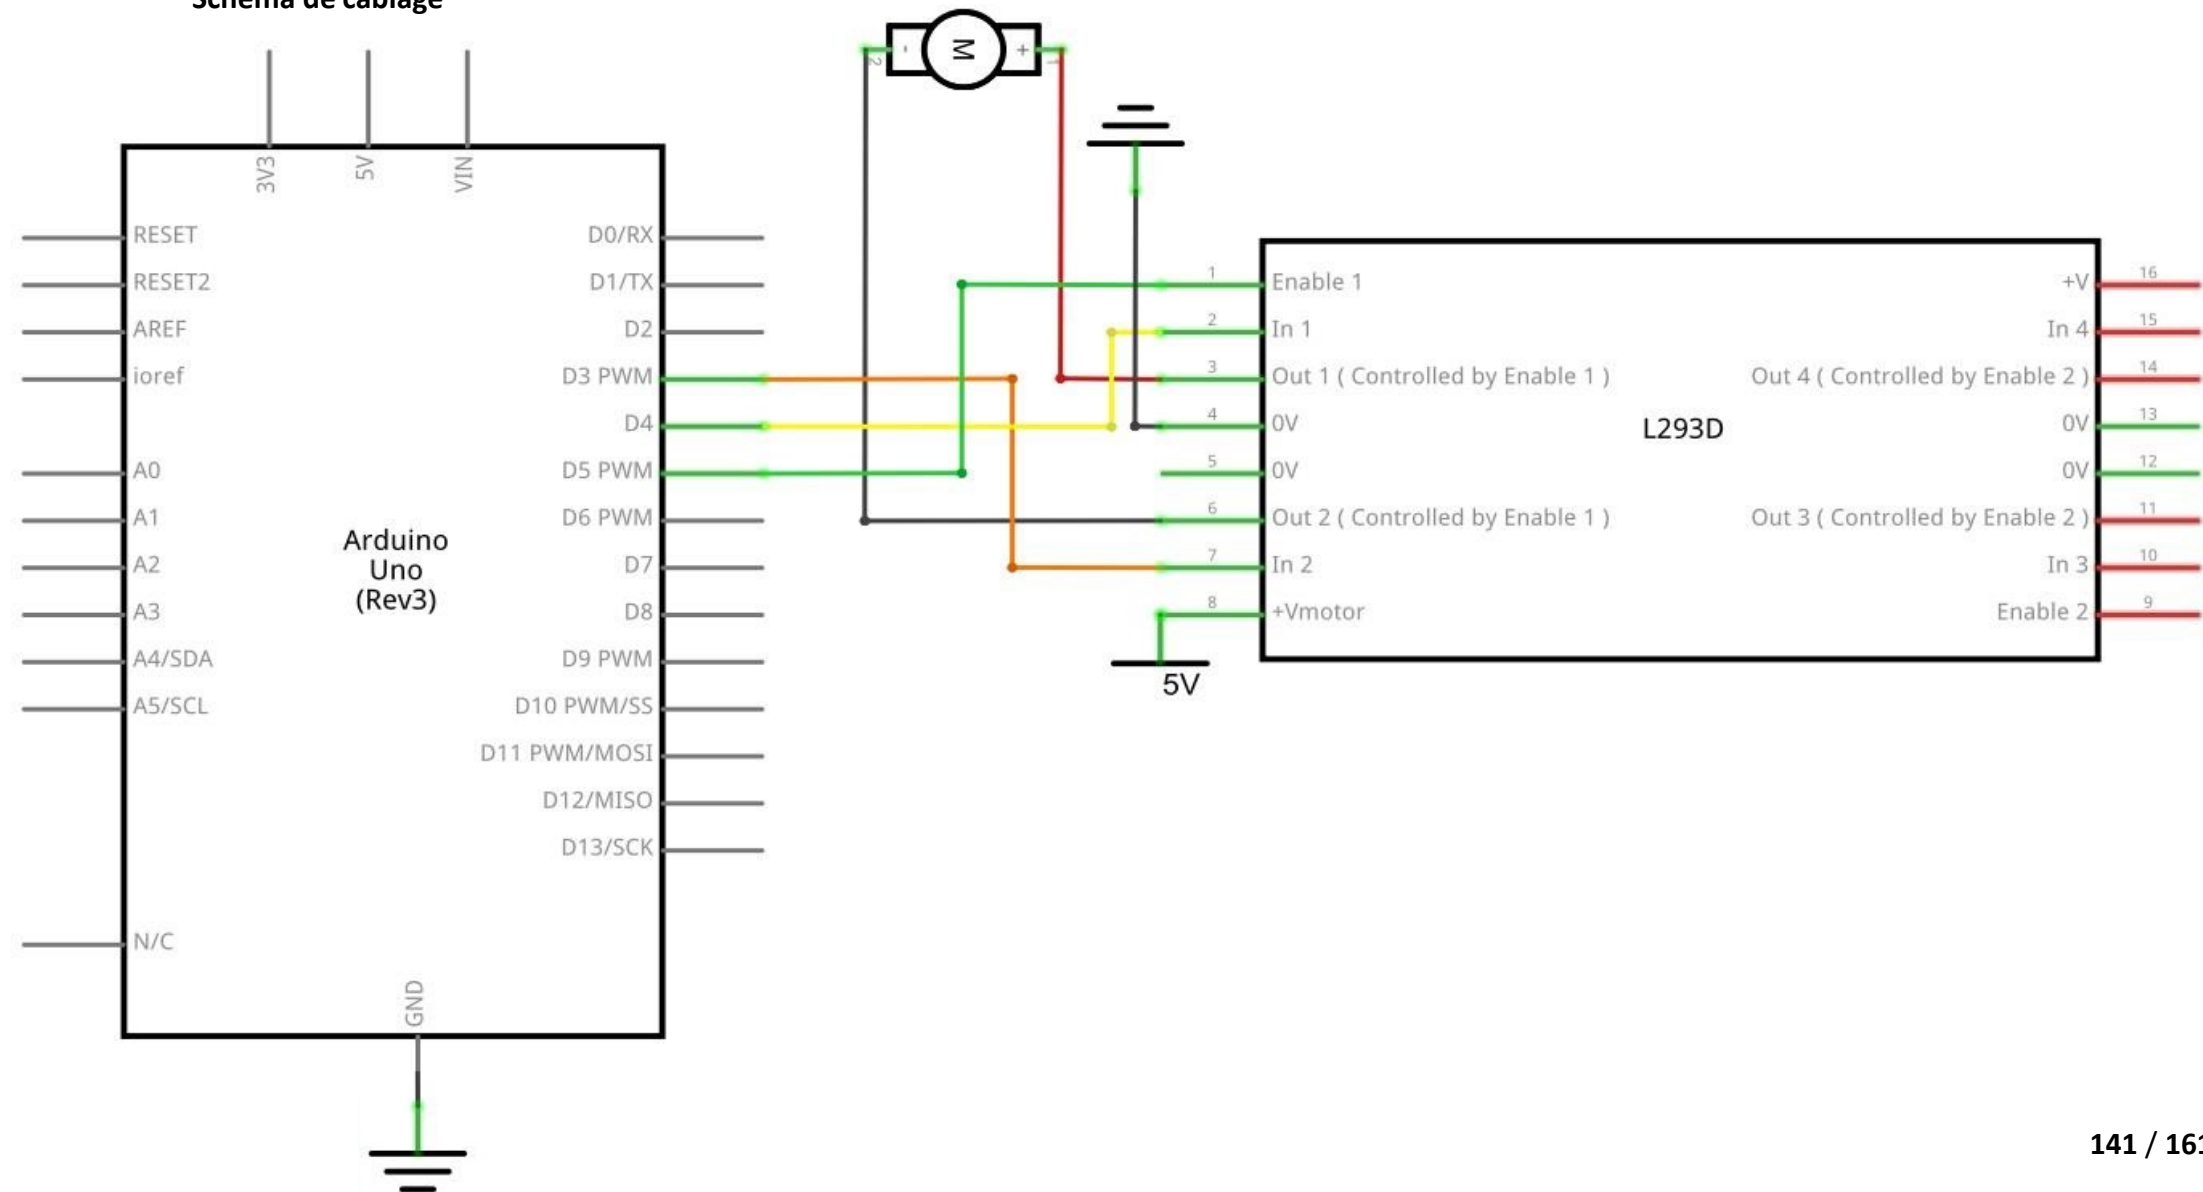 Schéma de câblage
M
-
+
2
1
3V3
5V
VIN
RESET
RESET2
AREF
ioref
A0
A1
A2
A3
A4/SDA
A5/SCL
N/C
D0/RX
D1/TX
D2
D3 PWM
D4
D5 PWM
D6 PWM
D7
D8
D9 PWM
D10 PWM/SS
D11 PWM/MOSI
D12/MISO
D13/SCK
Arduino
Uno
(Rev3)
GND
1 Enable 1
2 In 1
3 Out 1 ( Controlled by Enable 1 )
4 0V
5 0V
6 Out 2 ( Controlled by Enable 1 )
7 In 2
8 +Vmotor
5V
L293D
+V 16
In 4 15
Out 4 ( Controlled by Enable 2 ) 14
0V 13
0V 12
Out 3 ( Controlled by Enable 2 ) 11
In 3 10
Enable 2 9
141 / 161